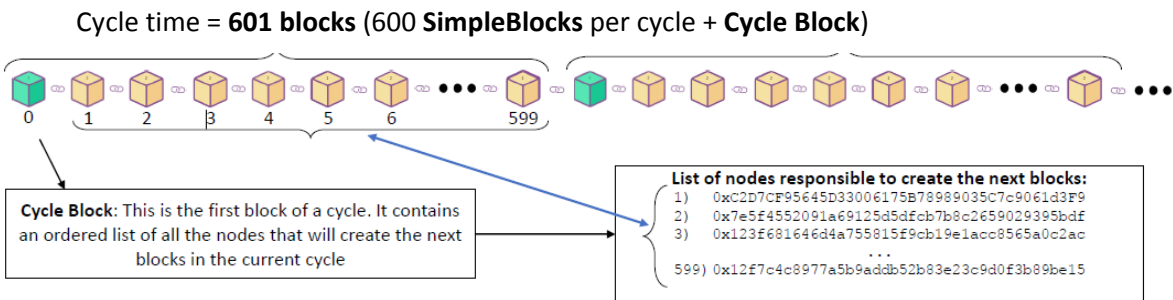 Cycle time = 601 blocks (600 SimpleBlocks per cycle + Cycle Block)
0 1 2 3 4 5 6 599
Cycle Block: This is the first block of a cycle. It contains
an ordered list of all the nodes that will create the next
blocks in the current cycle
List of nodes responsible to create the next blocks:
1) 0xC2D7CF95645D33006175B78989035C7c9061d3F9
2) 0x7e5f4552091a69125d5dfcb7b8c2659029395bdf
3) 0x123f681646d4a755815f9cb19e1acc8565a0c2ac
...
599) 0x12f7c4c8977a5b9addb52b83e23c9d0f3b89be15